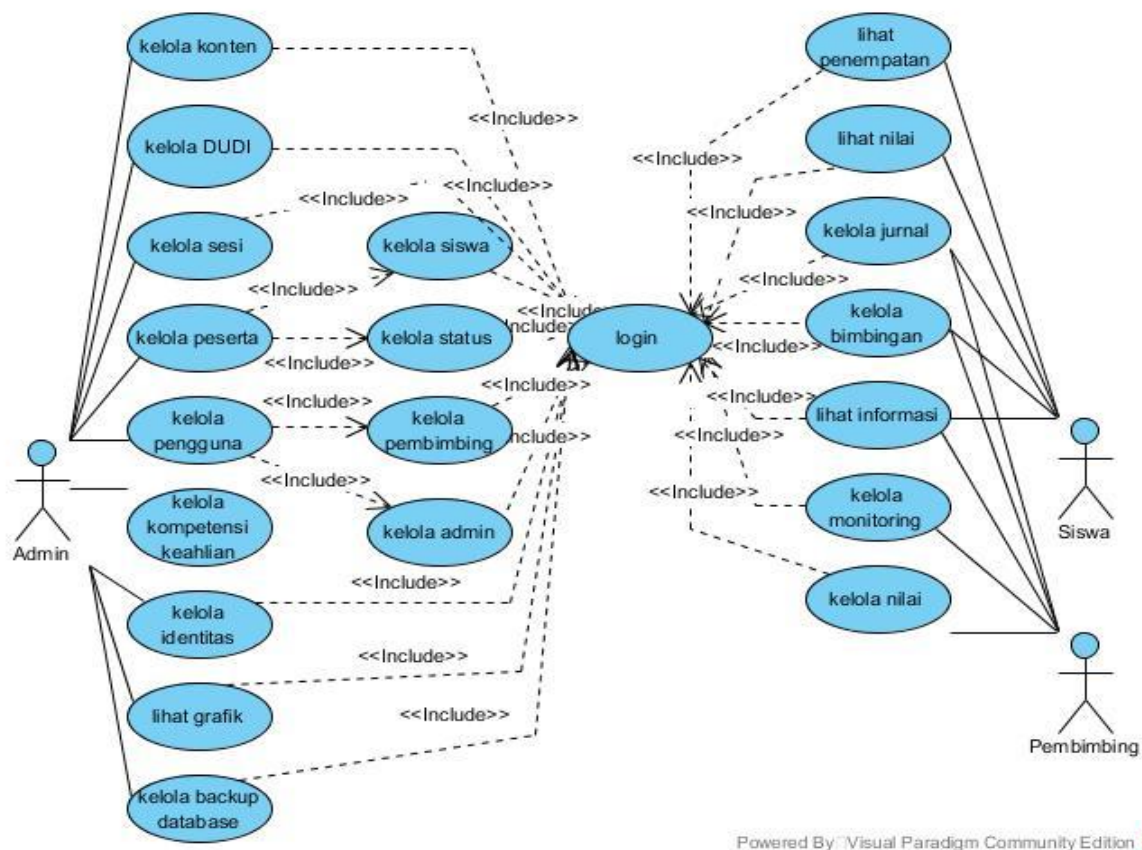 kelola konten
kelola DUDI
kelola sesi
kelola peserta
kelola
pengguna
kelola
kompetensi
keahlian
kelola
identitas
lihat grafik
kelola backup
database
Admin
kelola siswa
kelola status
kelola
pembimbing
kelola admin
<<Include>>
<<Include>>
<<Include>>
<<Include>>
<<Include>>
<<Include>>
<<Include>>
<<Include>>
<<Include>>
Include>>
<<Include>>
Include>>
<<Include>>
<<Include>>
<<Include>>
login
<<Include>>
<<Include>>
<<Include>>
<<Include>>
<<Include>>
<<Include>>
<<Include>>
lihat
penempatan
lihat nilai
kelola jurnal
kelola
bimbingan
lihat informasi
kelola
monitoring
kelola nilai
Siswa
Pembimbing
Powered By Visual Paradigm Community Edition